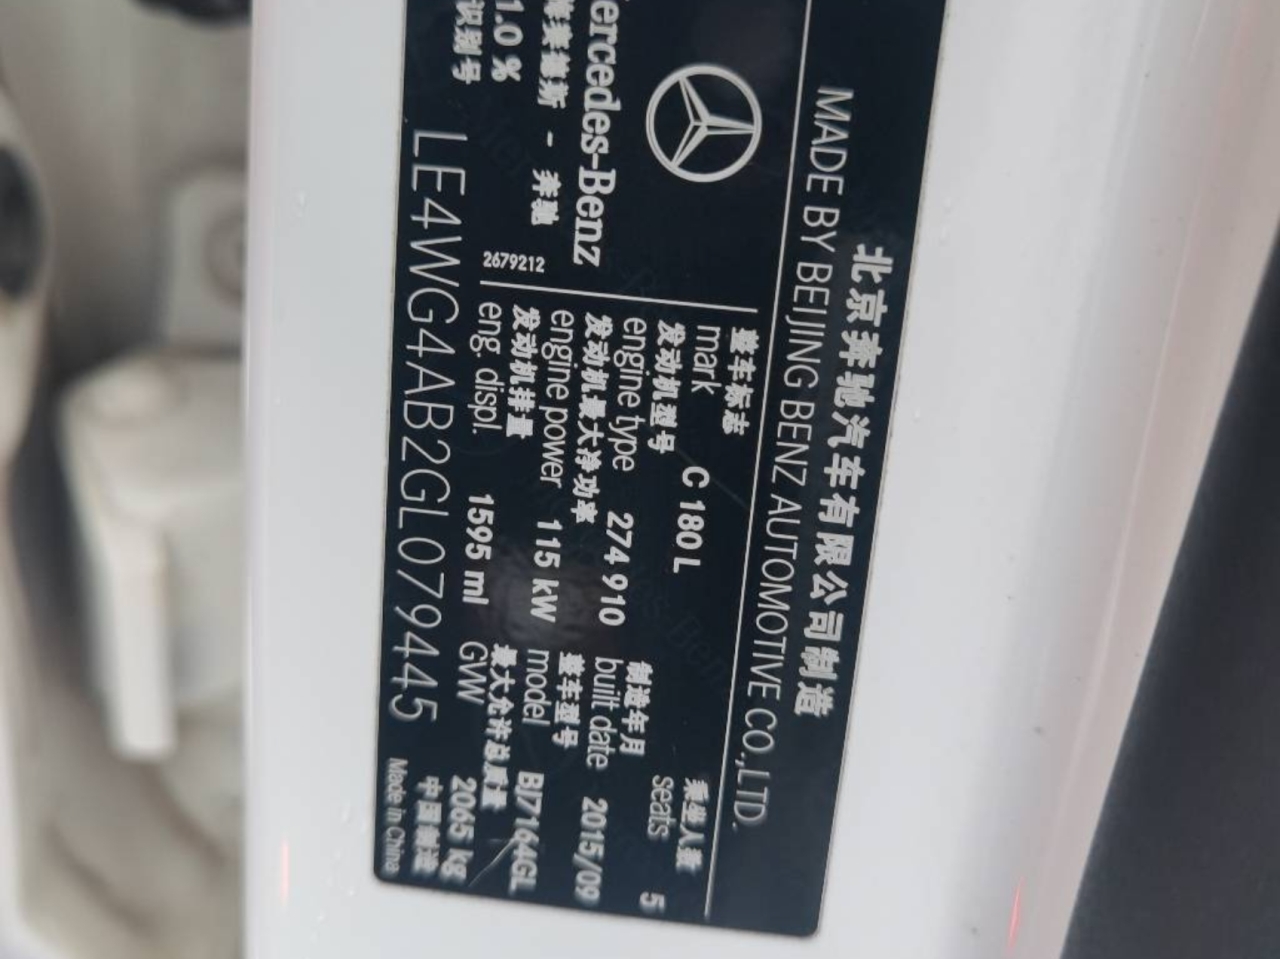 北京奔驰汽车有限公司制造
MADE BY BEIJING BENZ AUTOMOTIVE CO.,LTD.
整车标志
mark C 180 L
乘坐人数
seats 5
发动机型号
engine type 274 910
制造年月
built date 2015/09
发动机最大净功率
engine power 115 kW
整车型号
model BJ7164GL
发动机排量
eng. displ. 1595 ml
最大允许总质量
GVW 2065 kg
ercedes-Benz
梅赛德斯 - 奔驰
2679212
1.0 %
识别号
LE4WG4AB2GL079445
中国制造
Made in China